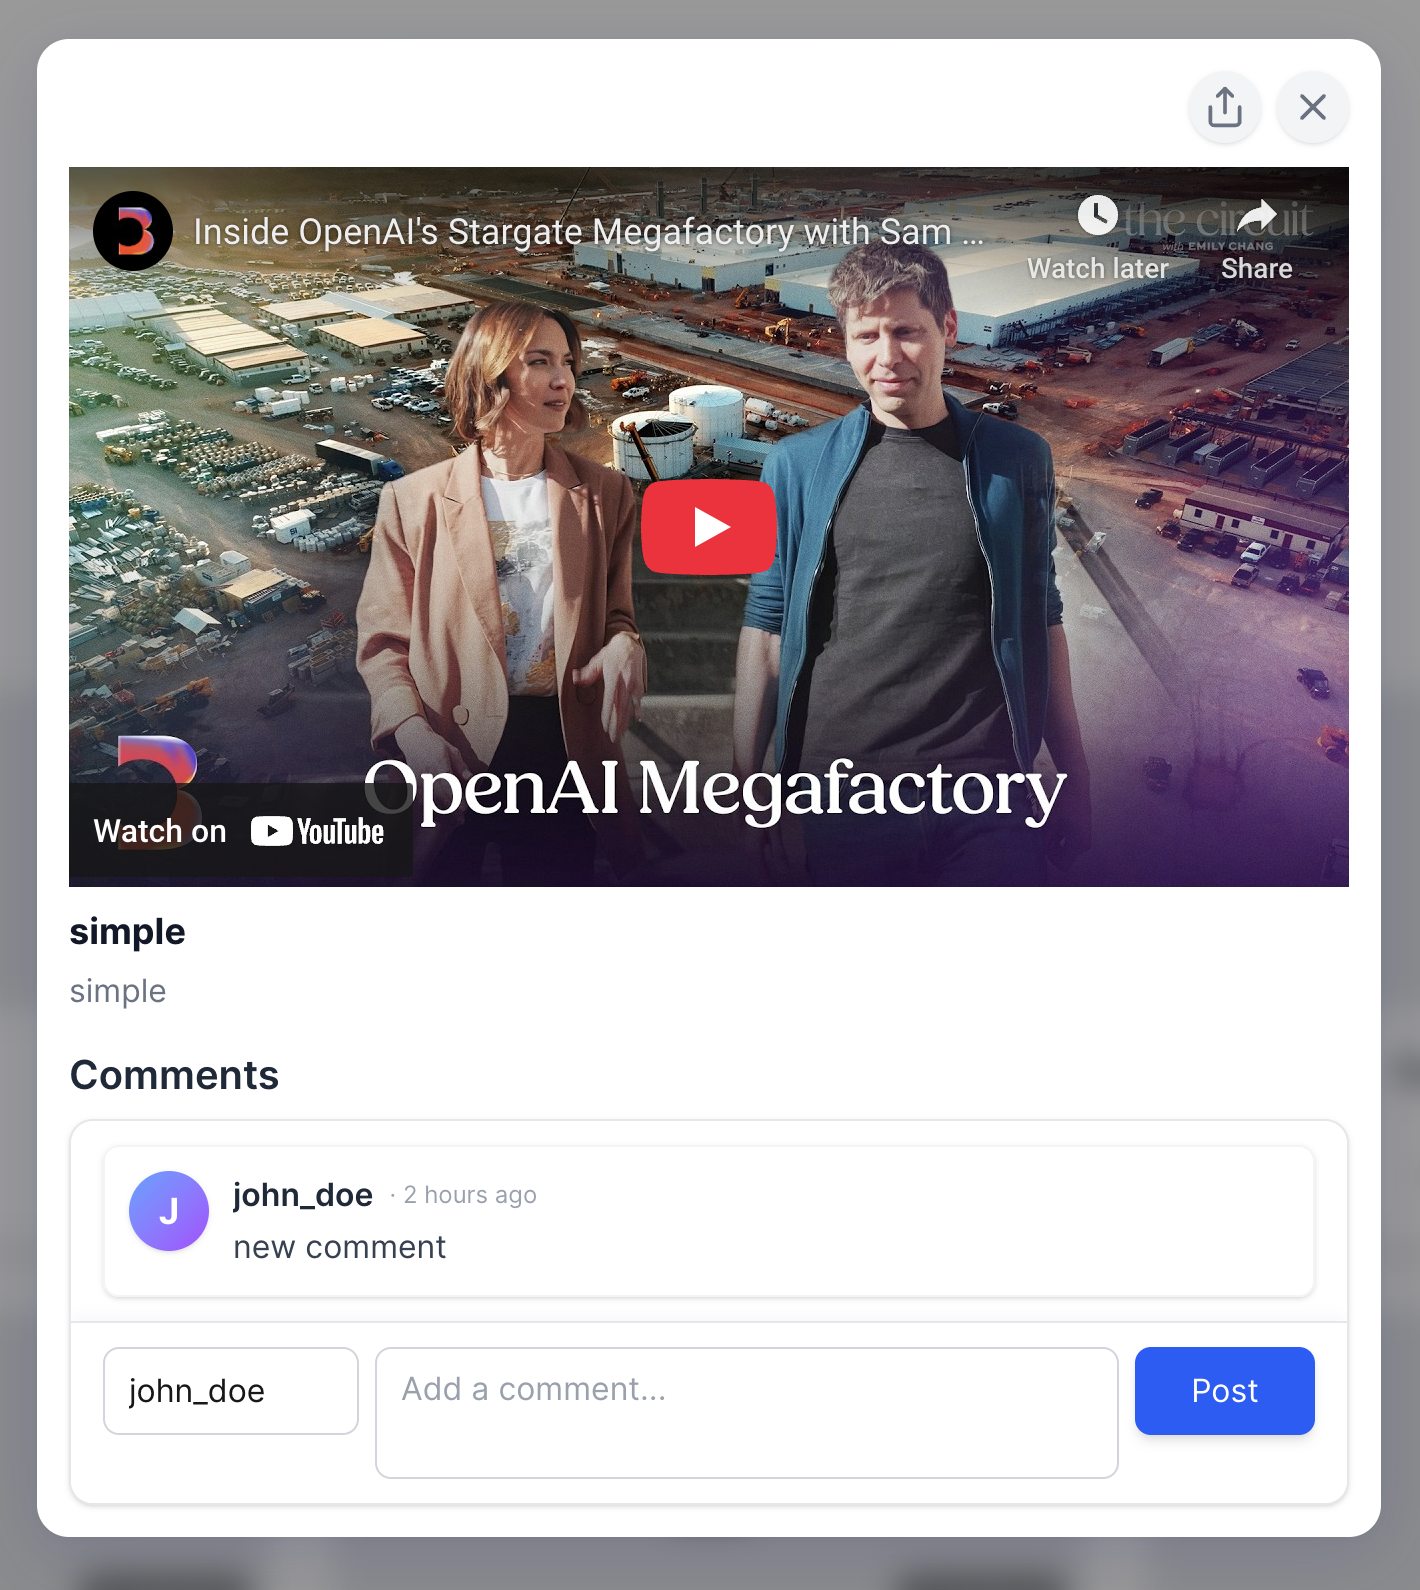 Inside OpenAI's Stargate Megafactory with Sam ...
the circuit
with EMILY CHANG
Watch later
Share
OpenAI Megafactory
Watch on YouTube
simple
simple
Comments
J
john_doe · 2 hours ago
new comment
john_doe
Add a comment...
Post